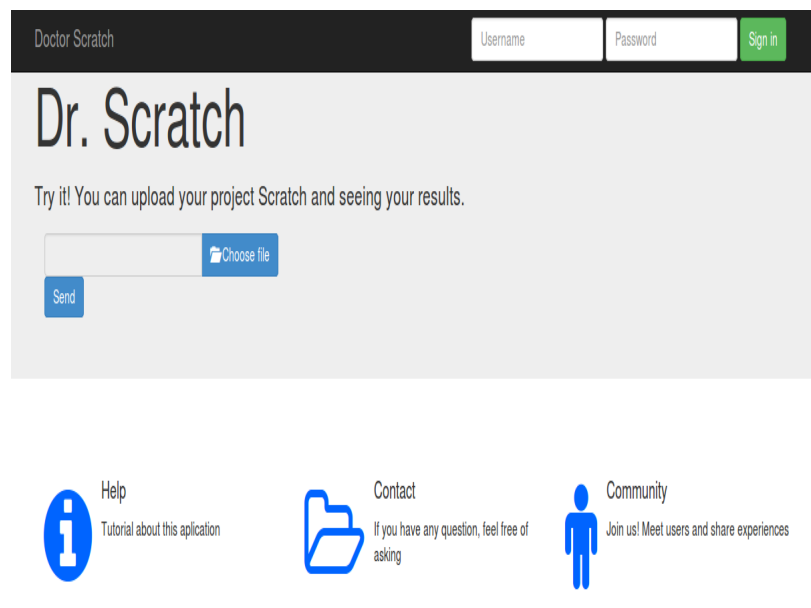 Doctor Scratch
Username
Password
Sign in
Dr. Scratch
Try it! You can upload your project Scratch and seeing your results.
Choose file
Send
Help
Tutorial about this aplication
Contact
If you have any question, feel free of
asking
Community
Join us! Meet users and share experiences